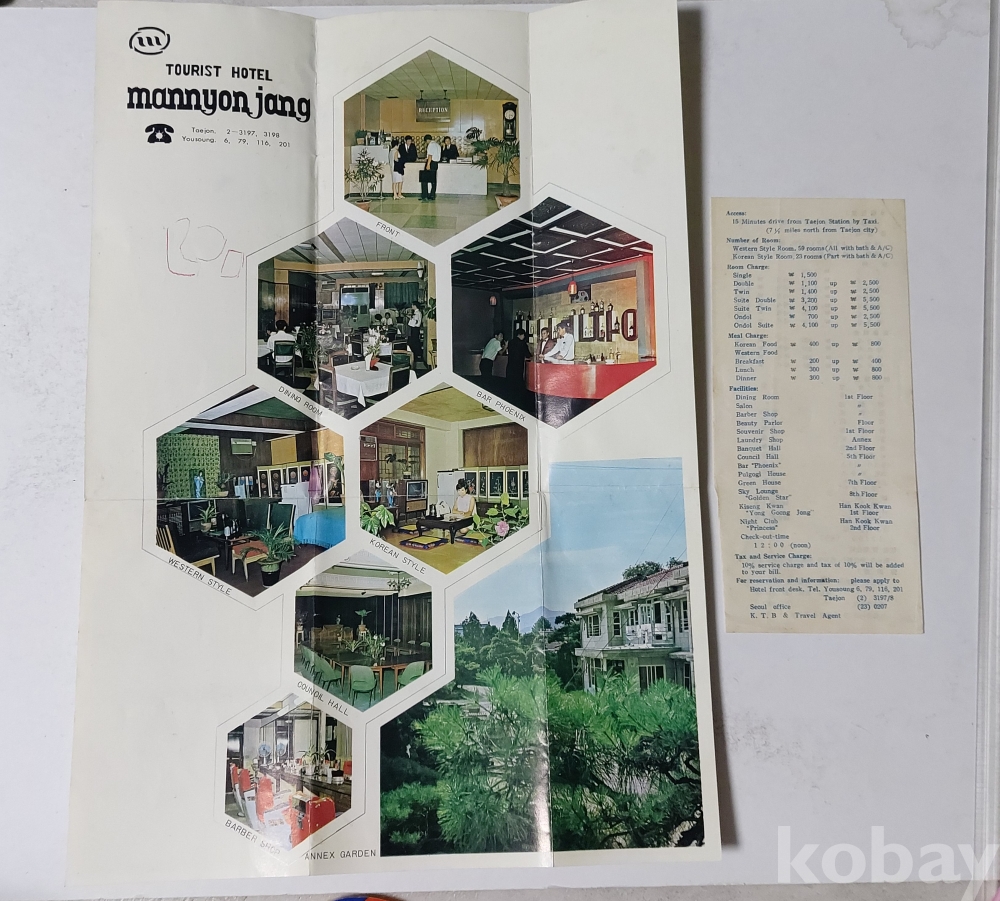 TOURIST HOTEL
mannyon jang
Taejon. 2-3197, 3198
Yousoung. 6, 79, 116, 201
RECEPTION
FRONT
DINING ROOM
BAR PHOENIX
WESTERN STYLE
KOREAN STYLE
COUNCIL HALL
BARBER SHOP
ANNEX GARDEN
Access:
15 Minutes drive from Taejon Station by Taxi.
(7½ miles north from Taejon city)
Number of Room:
Western Style Room. 59 rooms (All with bath & A/C)
Korean Style Room 23 rooms (Part with bath & A/C)
Room Charge:
Single ₩ 1,500
Double ₩ 1,100 up ₩ 2,500
Twin ₩ 1,400 up ₩ 2,500
Suite Double ₩ 3,200 up ₩ 5,500
Suite Twin ₩ 4,100 up ₩ 5,500
Ondol ₩ 700 up ₩ 2,500
Ondol Suite ₩ 4,100 up ₩ 5,500
Meal Charge:
Korean Food ₩ 400 up ₩ 800
Western Food
Breakfast ₩ 200 up ₩ 400
Lunch ₩ 300 up ₩ 800
Dinner ₩ 300 up ₩ 800
Facilities:
Dining Room 1st Floor
Salon 〃
Barber Shop 〃
Beauty Parlor Floor
Souvenir Shop 1st Floor
Laundry Shop Annex
Banquet Hall 2nd Floor
Council Hall 5th Floor
Bar "Phoenix" 〃
Pulgogi House 〃
Green House 7th Floor
Sky Lounge 8th Floor
"Golden Star"
Kisang Kwan Han Kook Kwan
"Yong Goong Jang" 1st Floor
Night Club Han Kook Kwan
"Princess" 2nd Floor
Check-out-time
12:00 (noon)
Tax and Service Charge:
10% service charge and tax of 10% will be added
to your bill.
For reservation and information: please apply to
Hotel front desk, Tel. Yousoung 6, 79, 116, 201
Taejon (2) 3197/8
Seoul office (23) 0207
K. T. B & Travel Agent
kobay